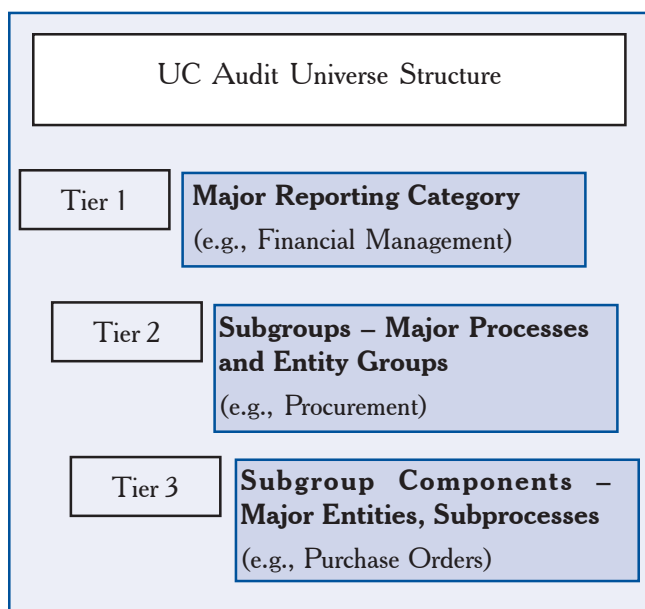 UC Audit Universe Structure
Tier 1
Major Reporting Category
(e.g., Financial Management)
Tier 2
Subgroups – Major Processes
and Entity Groups
(e.g., Procurement)
Tier 3
Subgroup Components –
Major Entities, Subprocesses
(e.g., Purchase Orders)